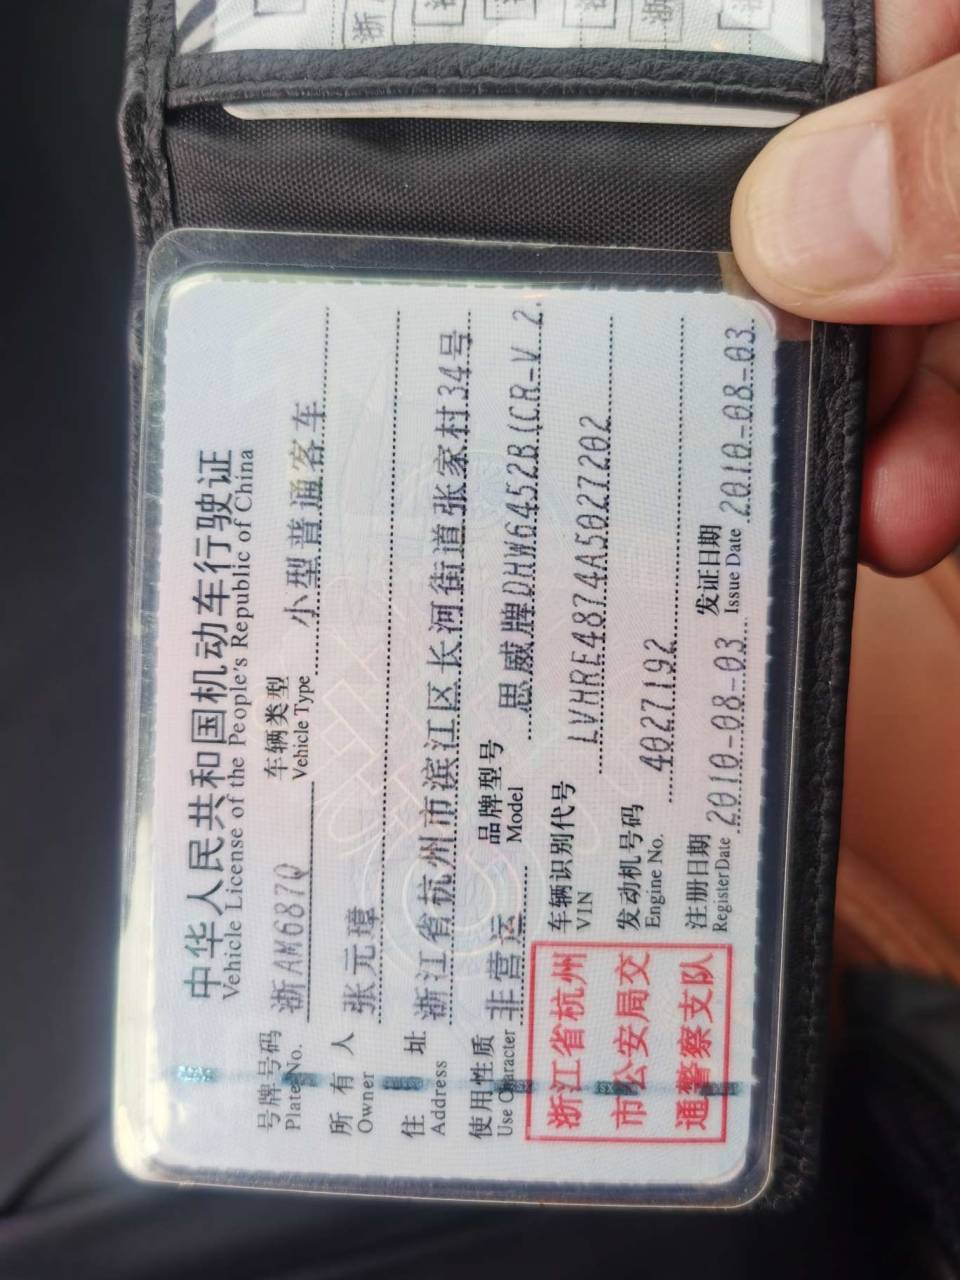 中华人民共和国机动车行驶证
Vehicle License of the People's Republic of China
号牌号码 浙AM687Q 车辆类型 小型普通客车
Plate No. Vehicle Type
所有人 张元璋
Owner
住址 浙江省杭州市滨江区长河街道张家村34号
Address
使用性质 非营运 品牌型号 思威牌DHW6452B(CR-V 2.
Use Character Model
浙江省杭州
市公安局交
通警察支队
车辆识别代号 LVHRE4874A5027202
VIN
发动机号码 4027192
Engine No.
注册日期 2010-08-03 发证日期 2010-08-03
Register Date Issue Date